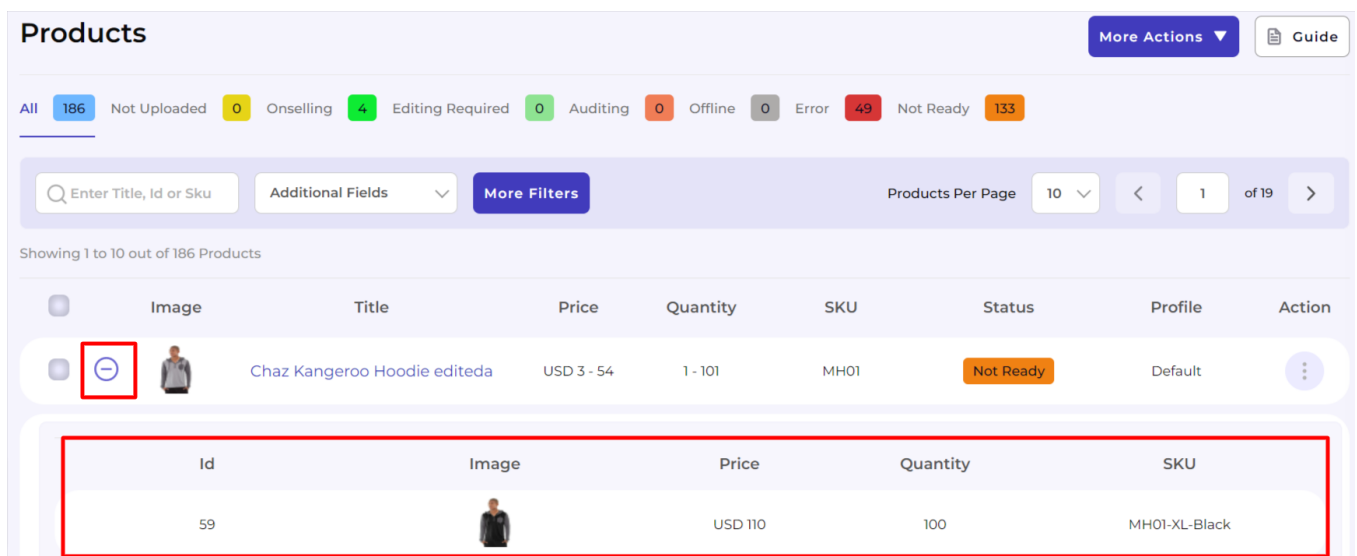 Products
More Actions ▼ Guide
All 186 Not Uploaded 0 Onselling 4 Editing Required 0 Auditing 0 Offline 0 Error 49 Not Ready 133
Enter Title, Id or Sku Additional Fields More Filters Products Per Page 10 1 of 19
Showing 1 to 10 out of 186 Products
Image Title Price Quantity SKU Status Profile Action
Chaz Kangeroo Hoodie editeda USD 3 - 54 1 - 101 MH01 Not Ready Default
Id Image Price Quantity SKU
59 USD 110 100 MH01-XL-Black